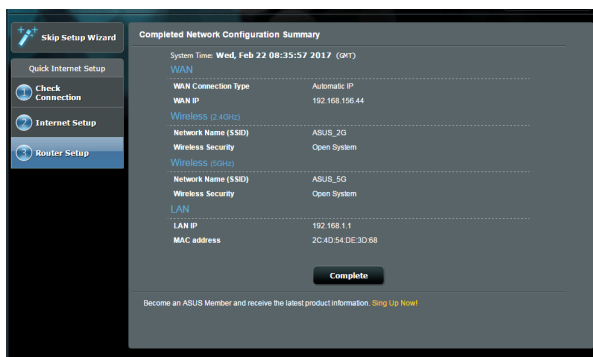 Skip Setup Wizard
Quick Internet Setup
1 Check
Connection
2 Internet Setup
3 Router Setup
Completed Network Configuration Summary
System Time: Wed, Feb 22 08:35:57 2017 (GMT)
WAN
WAN Connection Type Automatic IP
WAN IP 192.168.156.44
Wireless (2.4GHz)
Network Name (SSID) ASUS_2G
Wireless Security Open System
Wireless (5GHz)
Network Name (SSID) ASUS_5G
Wireless Security Open System
LAN
LAN IP 192.168.1.1
MAC address 2C:4D:54:DE:3D:68
Complete
Become an ASUS Member and receive the latest product information. Sing Up Now!